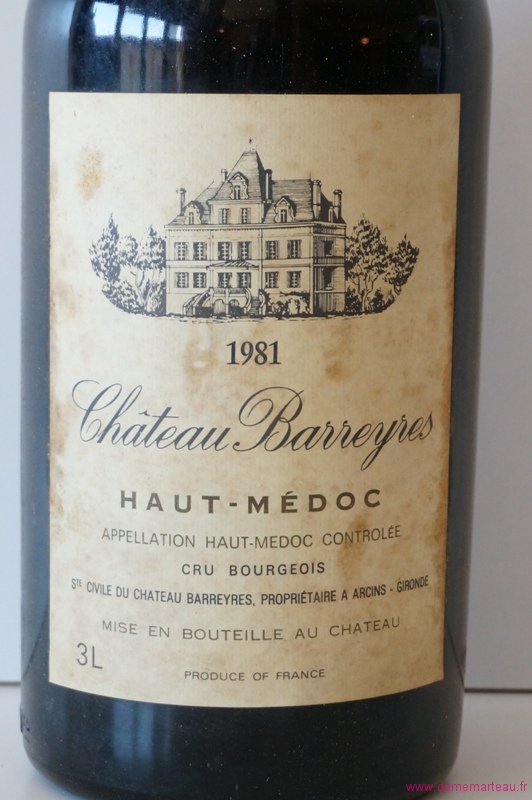 1981
Château Barreyres
HAUT-MÉDOC
APPELLATION HAUT-MEDOC CONTROLÉE
CRU BOURGEOIS
STE CIVILE DU CHATEAU BARREYRES, PROPRIÉTAIRE A ARCINS - GIRONDE
MISE EN BOUTEILLE AU CHATEAU
3L
PRODUCE OF FRANCE
www.damemarteau.fr